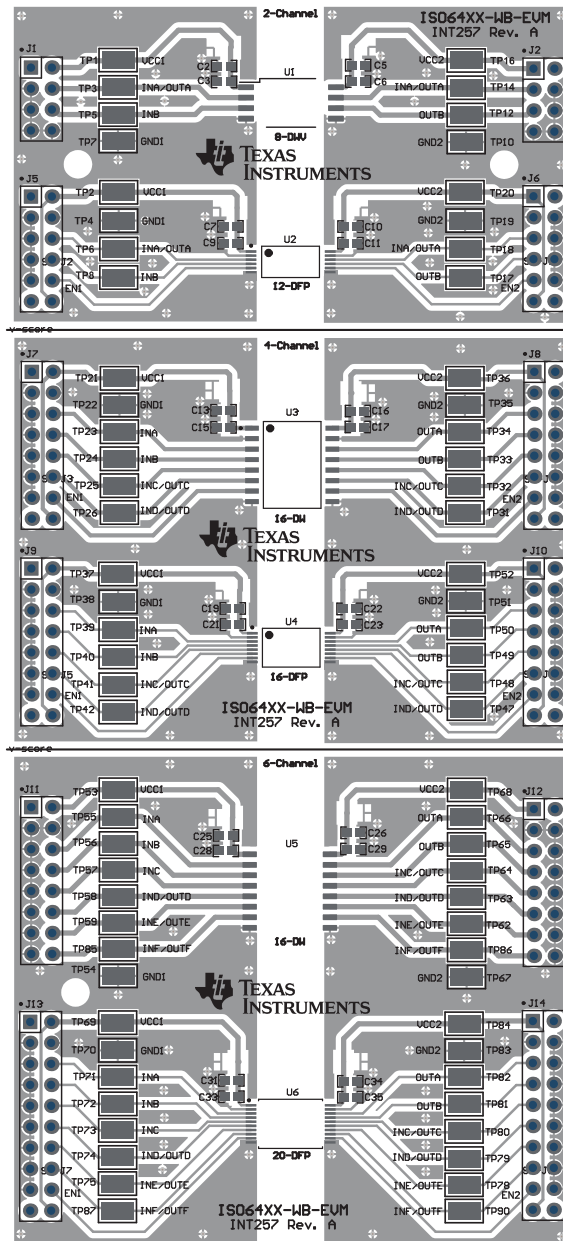 2-Channel
ISO64XX-WB-EVM
INT257 Rev. A
J1
TP1 VCC1 C2 C5 VCC2 TP16 J2
C3 U1 C6
TP3 INA/OUTA INA/OUTA TP14
TP5 INB OUTB TP12
8-DWV
TP7 GND1 GND2 TP10
TEXAS
INSTRUMENTS
J5 J6
TP2 VCC1 VCC2 TP20
TP4 GND1 C7 C10 GND2 TP19
TP6 INA/OUTA C9 U2 C11 INA/OUTA TP18
TP8 INB OUTB TP17
12-DFP
EN1 EN2
v-score
4-Channel
J7 J8
TP21 VCC1 VCC2 TP36
TP22 GND1 C13 U3 C16 GND2 TP35
TP23 INA C15 C17 OUTA TP34
TP24 INB OUTB TP33
TP25 INC/OUTC INC/OUTC TP32
EN1 EN2
TP26 IND/OUTD 16-DW IND/OUTD TP31
TEXAS
INSTRUMENTS
J9 J10
TP37 VCC1 VCC2 TP52
TP38 GND1 C19 C22 GND2 TP51
TP39 INA C21 U4 C23 OUTA TP50
TP40 INB OUTB TP49
16-DFP
TP41 INC/OUTC INC/OUTC TP48
EN1 EN2
TP42 IND/OUTD IND/OUTD TP47
ISO64XX-WB-EVM
INT257 Rev. A
v-score
6-Channel
J11 TP53 VCC1 VCC2 TP68 J12
TP55 INA OUTA TP66
C25 C26
TP56 INB C28 U5 C29 OUTB TP65
TP57 INC INC/OUTC TP64
TP58 IND/OUTD IND/OUTD TP63
TP59 INE/OUTE INE/OUTE TP62
16-DW
TP85 INF/OUTF INF/OUTF TP86
TP54 GND1 GND2 TP67
TEXAS
INSTRUMENTS
J13 J14
TP69 VCC1 VCC2 TP84
TP70 GND1 GND2 TP83
TP71 INA C31 C34 OUTA TP82
C33 U6 C35
TP72 INB OUTB TP81
TP73 INC INC/OUTC TP80
TP74 IND/OUTD 20-DFP IND/OUTD TP79
TP75 INE/OUTE INE/OUTE TP78
EN1 EN2
TP87 INF/OUTF INF/OUTF TP90
ISO64XX-WB-EVM
INT257 Rev. A